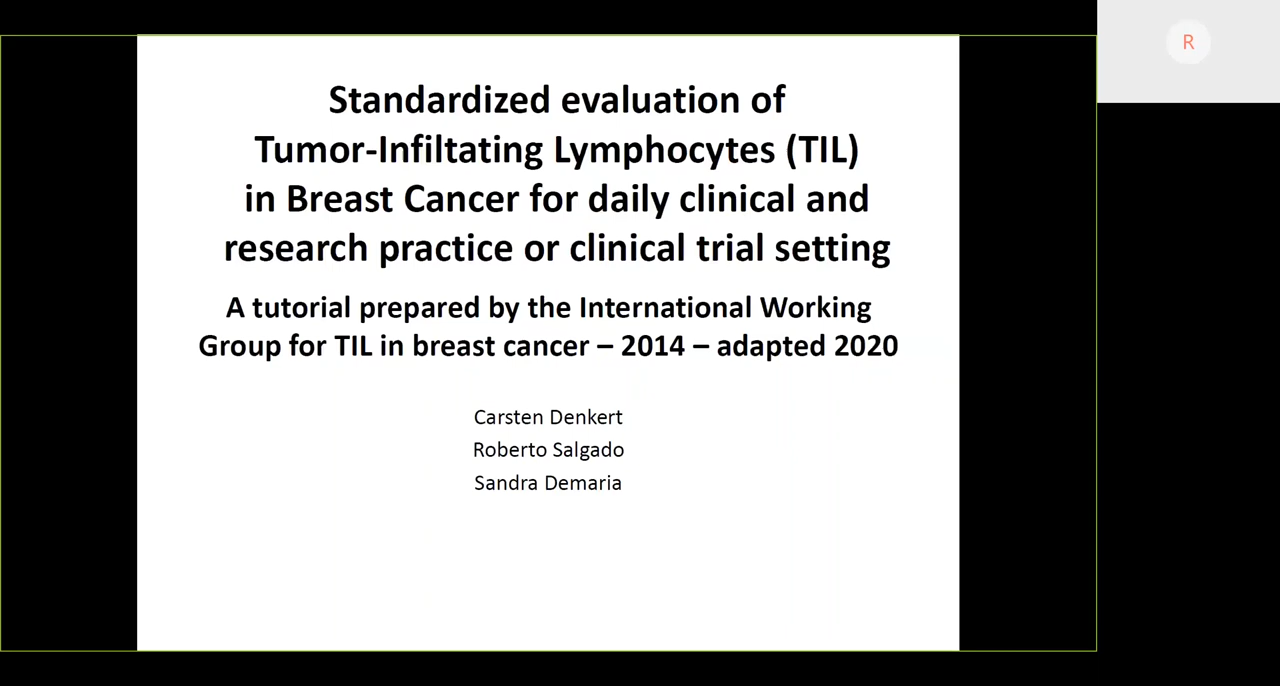 Standardized evaluation of
Tumor-Infiltating Lymphocytes (TIL)
in Breast Cancer for daily clinical and
research practice or clinical trial setting
A tutorial prepared by the International Working
Group for TIL in breast cancer – 2014 – adapted 2020
Carsten Denkert
Roberto Salgado
Sandra Demaria
R